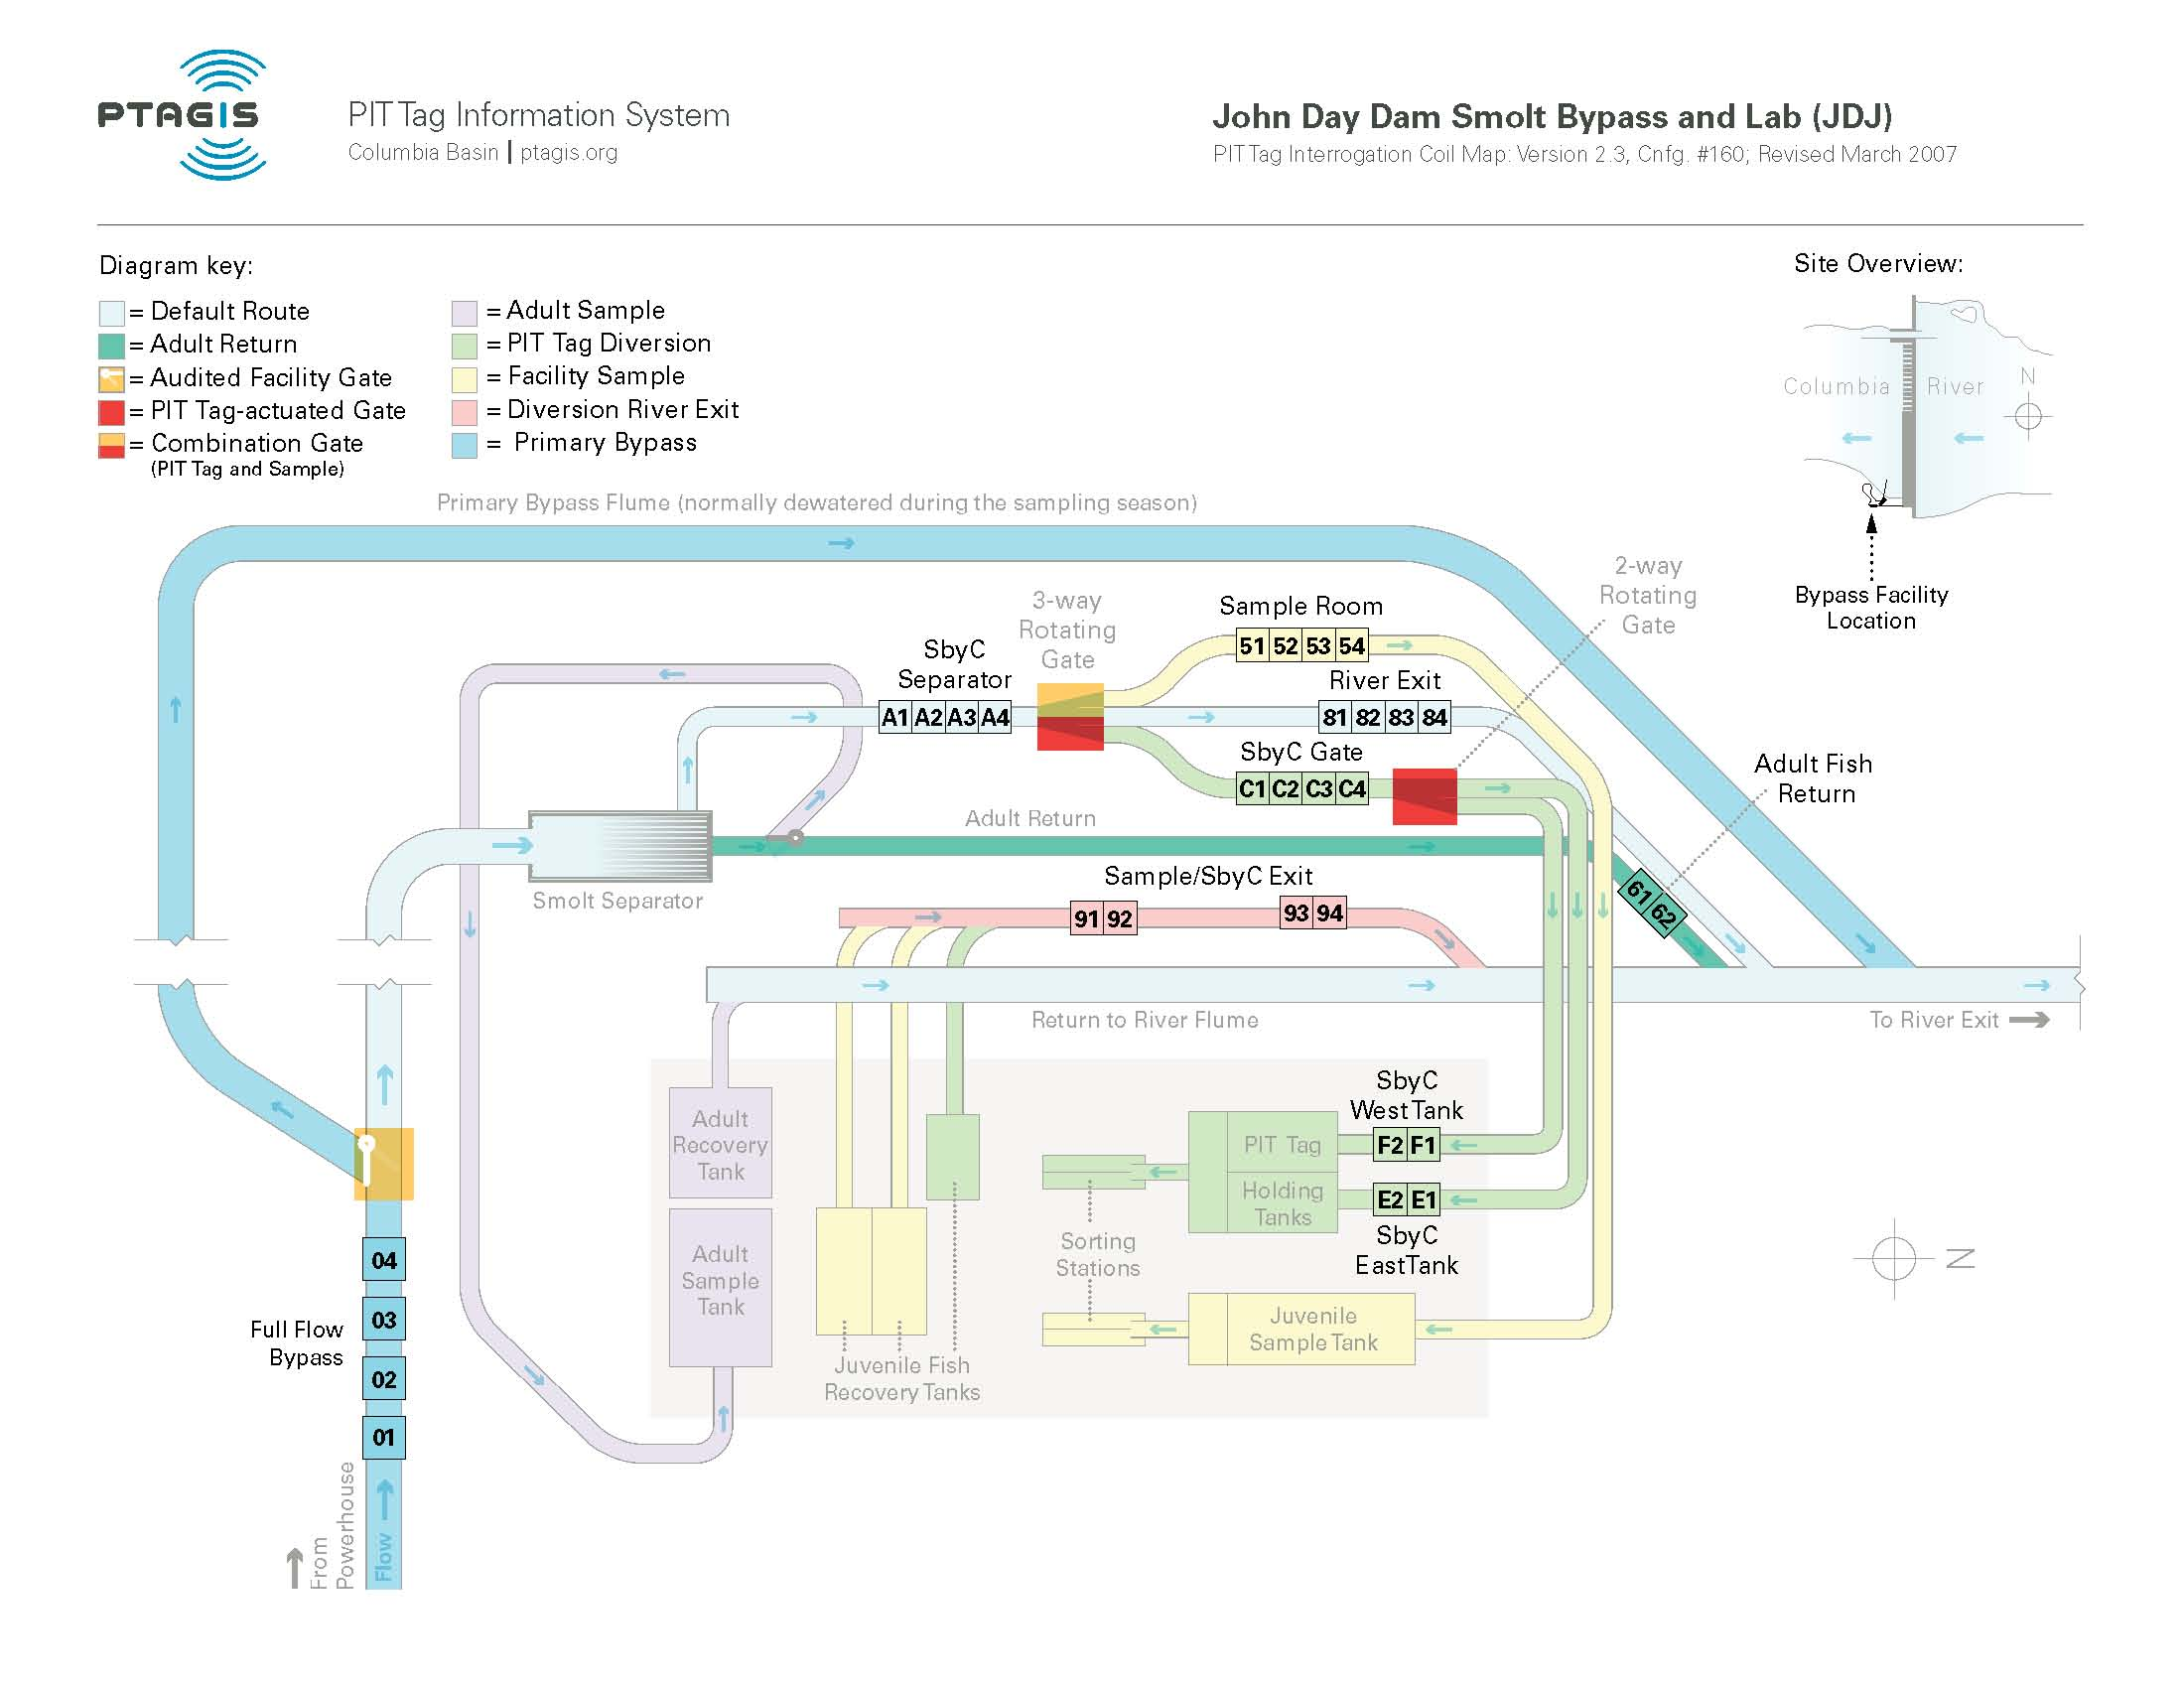 PTAGIS
PIT Tag Information System
Columbia Basin | ptagis.org
John Day Dam Smolt Bypass and Lab (JDJ)
PIT Tag Interrogation Coil Map: Version 2.3, Cnfg. #160; Revised March 2007
Diagram key:
= Default Route
= Adult Return
= Audited Facility Gate
= PIT Tag-actuated Gate
= Combination Gate
(PIT Tag and Sample)
= Adult Sample
= PIT Tag Diversion
= Facility Sample
= Diversion River Exit
= Primary Bypass
Site Overview:
Columbia River
N
Bypass Facility
Location
Primary Bypass Flume (normally dewatered during the sampling season)
2-way
Rotating
Gate
3-way
Rotating
Gate
Sample Room
51 52 53 54
SbyC
Separator
A1 A2 A3 A4
River Exit
81 82 83 84
SbyC Gate
C1 C2 C3 C4
Adult Fish
Return
61 62
Adult Return
Smolt Separator
Sample/SbyC Exit
91 92
93 94
Return to River Flume
To River Exit
Adult
Recovery
Tank
Adult
Sample
Tank
Juvenile Fish
Recovery Tanks
Sorting
Stations
SbyC
West Tank
PIT Tag
F2 F1
Holding
Tanks
E2 E1
SbyC
East Tank
Juvenile
Sample Tank
N
04
03
02
01
Full Flow
Bypass
From
Powerhouse
Flow